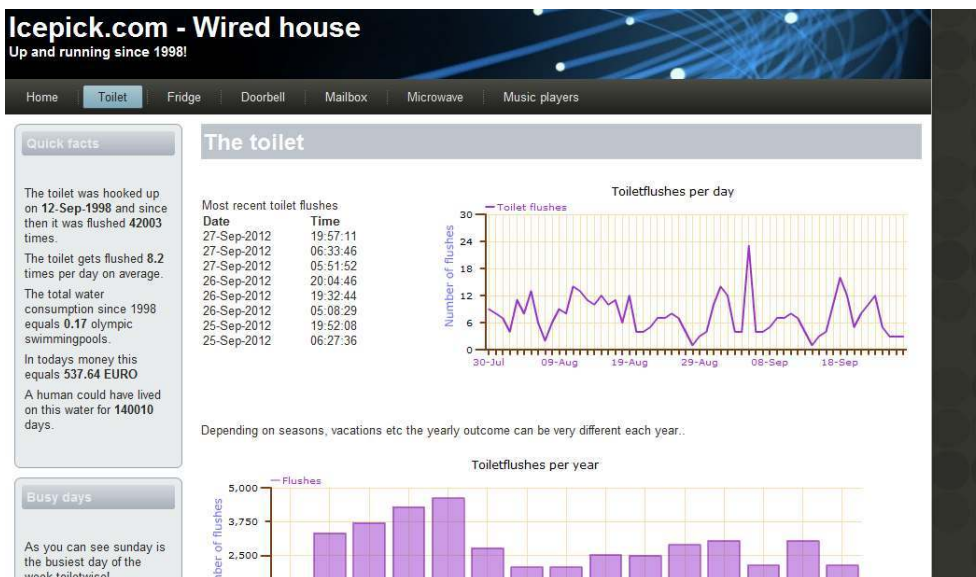 Icepick.com - Wired house
Up and running since 1998!
Home Toilet Fridge Doorbell Mailbox Microwave Music players
Quick facts
The toilet was hooked up
on 12-Sep-1998 and since
then it was flushed 42003
times.
The toilet gets flushed 8.2
times per day on average.
The total water
consumption since 1998
equals 0.17 olympic
swimmingpools.
In todays money this
equals 537.64 EURO
A human could have lived
on this water for 140010
days.
Busy days
As you can see sunday is
the busiest day of the
week toiletwise!
The toilet
Most recent toilet flushes
Date Time
27-Sep-2012 19:57:11
27-Sep-2012 06:33:46
27-Sep-2012 05:51:52
26-Sep-2012 20:04:46
26-Sep-2012 19:32:44
26-Sep-2012 05:08:29
25-Sep-2012 19:52:08
25-Sep-2012 06:27:36
Toiletflushes per day
Toilet flushes
Number of flushes
30
24
18
12
6
0
30-Jul 09-Aug 19-Aug 29-Aug 08-Sep 18-Sep
Depending on seasons, vacations etc the yearly outcome can be very different each year..
Toiletflushes per year
Flushes
5,000
3,750
2,500
of flushes